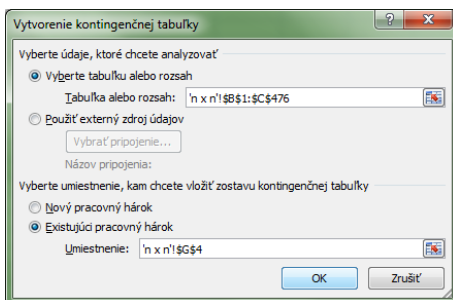 Vytvorenie kontingenčnej tabuľky
Vyberte údaje, ktoré chcete analyzovať
Vyberte tabuľku alebo rozsah
Tabuľka alebo rozsah: 'n x n'!$B$1:$C$476
Použiť externý zdroj údajov
Vybrať pripojenie...
Názov pripojenia:
Vyberte umiestnenie, kam chcete vložiť zostavu kontingenčnej tabuľky
Nový pracovný hárok
Existujúci pracovný hárok
Umiestnenie: 'n x n'!$G$4
OK Zrušiť